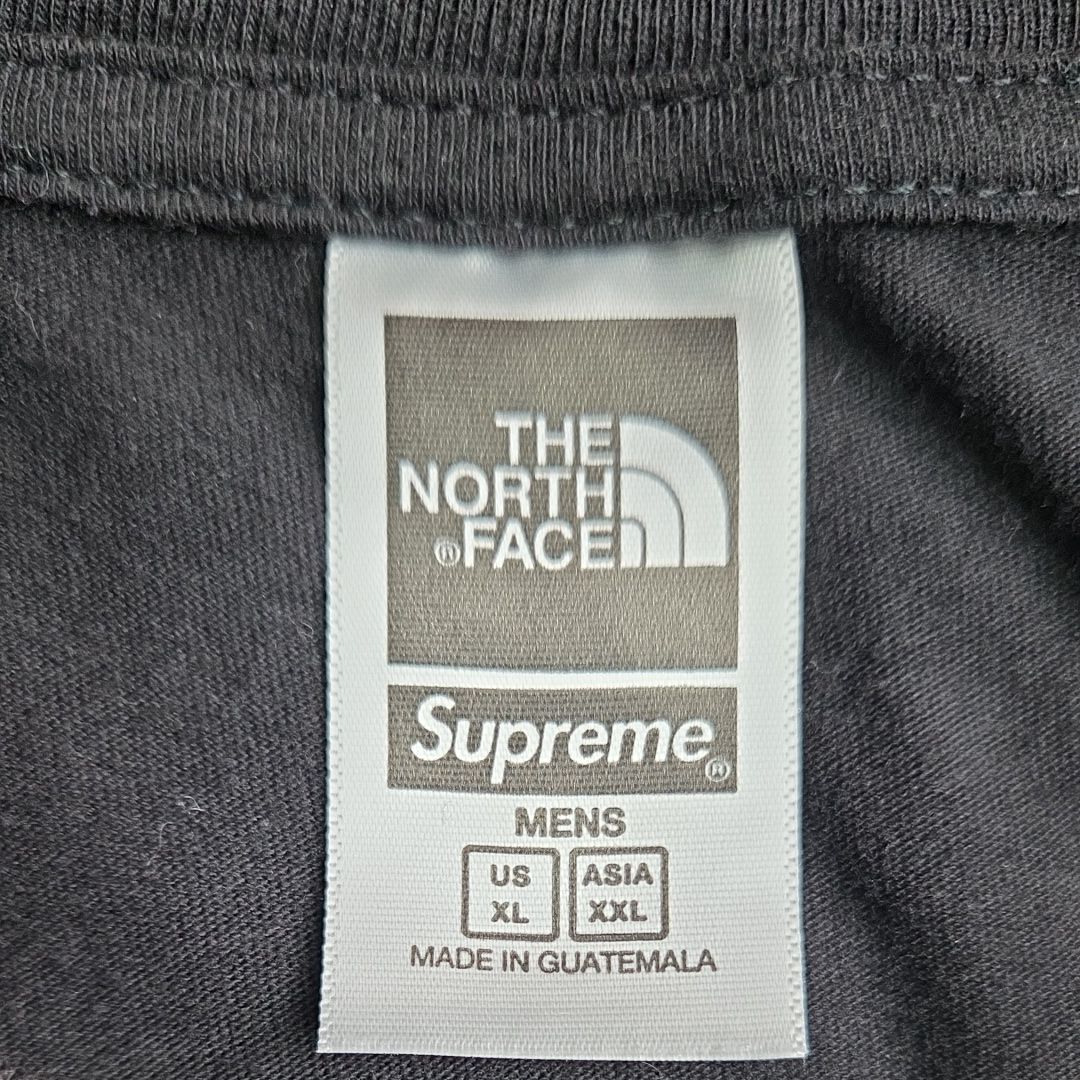 THE
NORTH
®FACE
Supreme®
MENS
US ASIA
XL XXL
MADE IN GUATEMALA